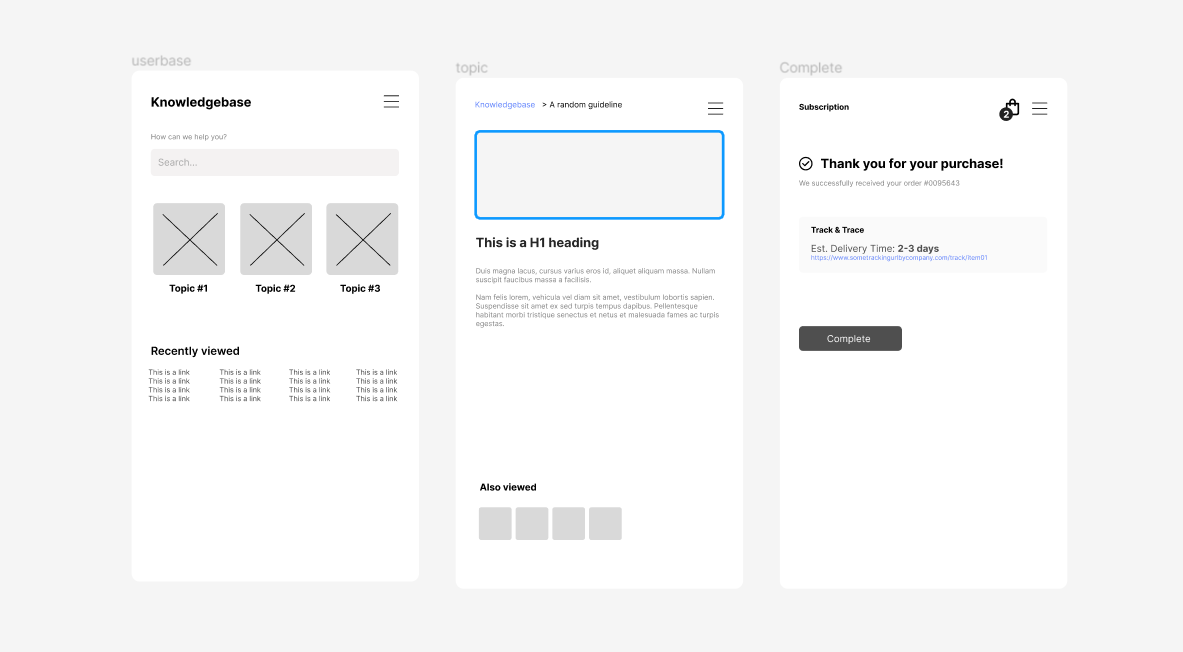 userbase
Knowledgebase
How can we help you?
Search...
Topic #1
Topic #2
Topic #3
Recently viewed
This is a link This is a link This is a link This is a link
This is a link This is a link This is a link This is a link
This is a link This is a link This is a link This is a link
This is a link This is a link This is a link This is a link
topic
Knowledgebase > A random guideline
This is a H1 heading
Duis magna lacus, cursus varius eros id, aliquet aliquam massa. Nullam
suscipit faucibus massa a facilisis.
Nam felis lorem, vehicula vel diam sit amet, vestibulum lobortis sapien.
Suspendisse sit amet ex sed turpis tempus dapibus. Pellentesque
habitant morbi tristique senectus et netus et malesuada fames ac turpis
egestas.
Also viewed
Complete
Subscription
2
Thank you for your purchase!
We successfully received your order #0095643
Track & Trace
Est. Delivery Time: 2-3 days
https://www.sometrackingurlbycompany.com/track/item01
Complete